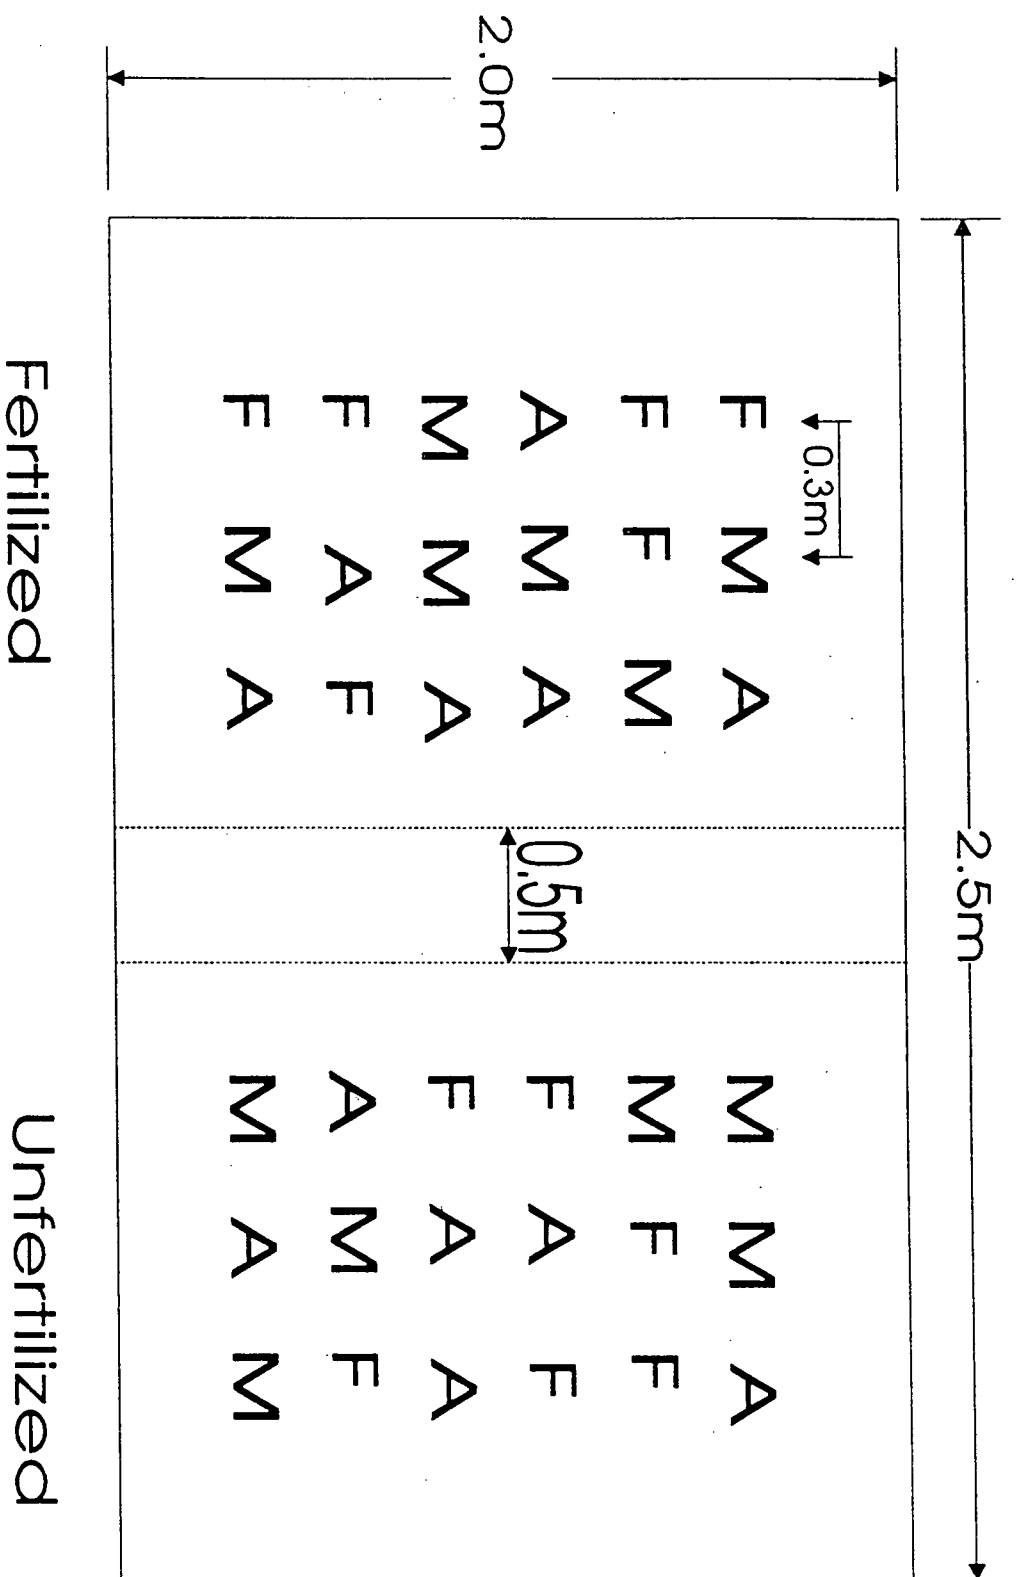 2.5m
0.3m
F M A M M A
F F M M F F
A M A 0.5m F A F
2.0m
M M A F A A
F A F A M F
F M A M A M
Fertilized Unfertilized